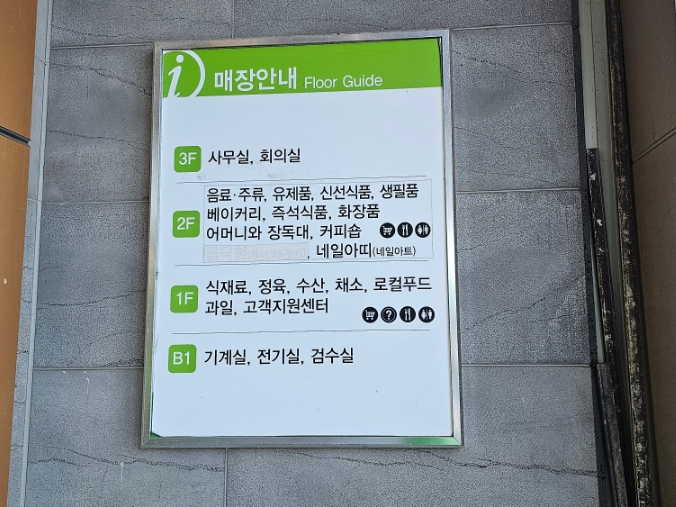 i 매장안내 Floor Guide
3F 사무실, 회의실
음료·주류, 유제품, 신선식품, 생필품
2F 베이커리, 즉석식품, 화장품
어머니와 장독대, 커피숍
, 네일아띠(네일아트)
1F 식재료, 정육, 수산, 채소, 로컬푸드
과일, 고객지원센터
?
B1 기계실, 전기실, 검수실